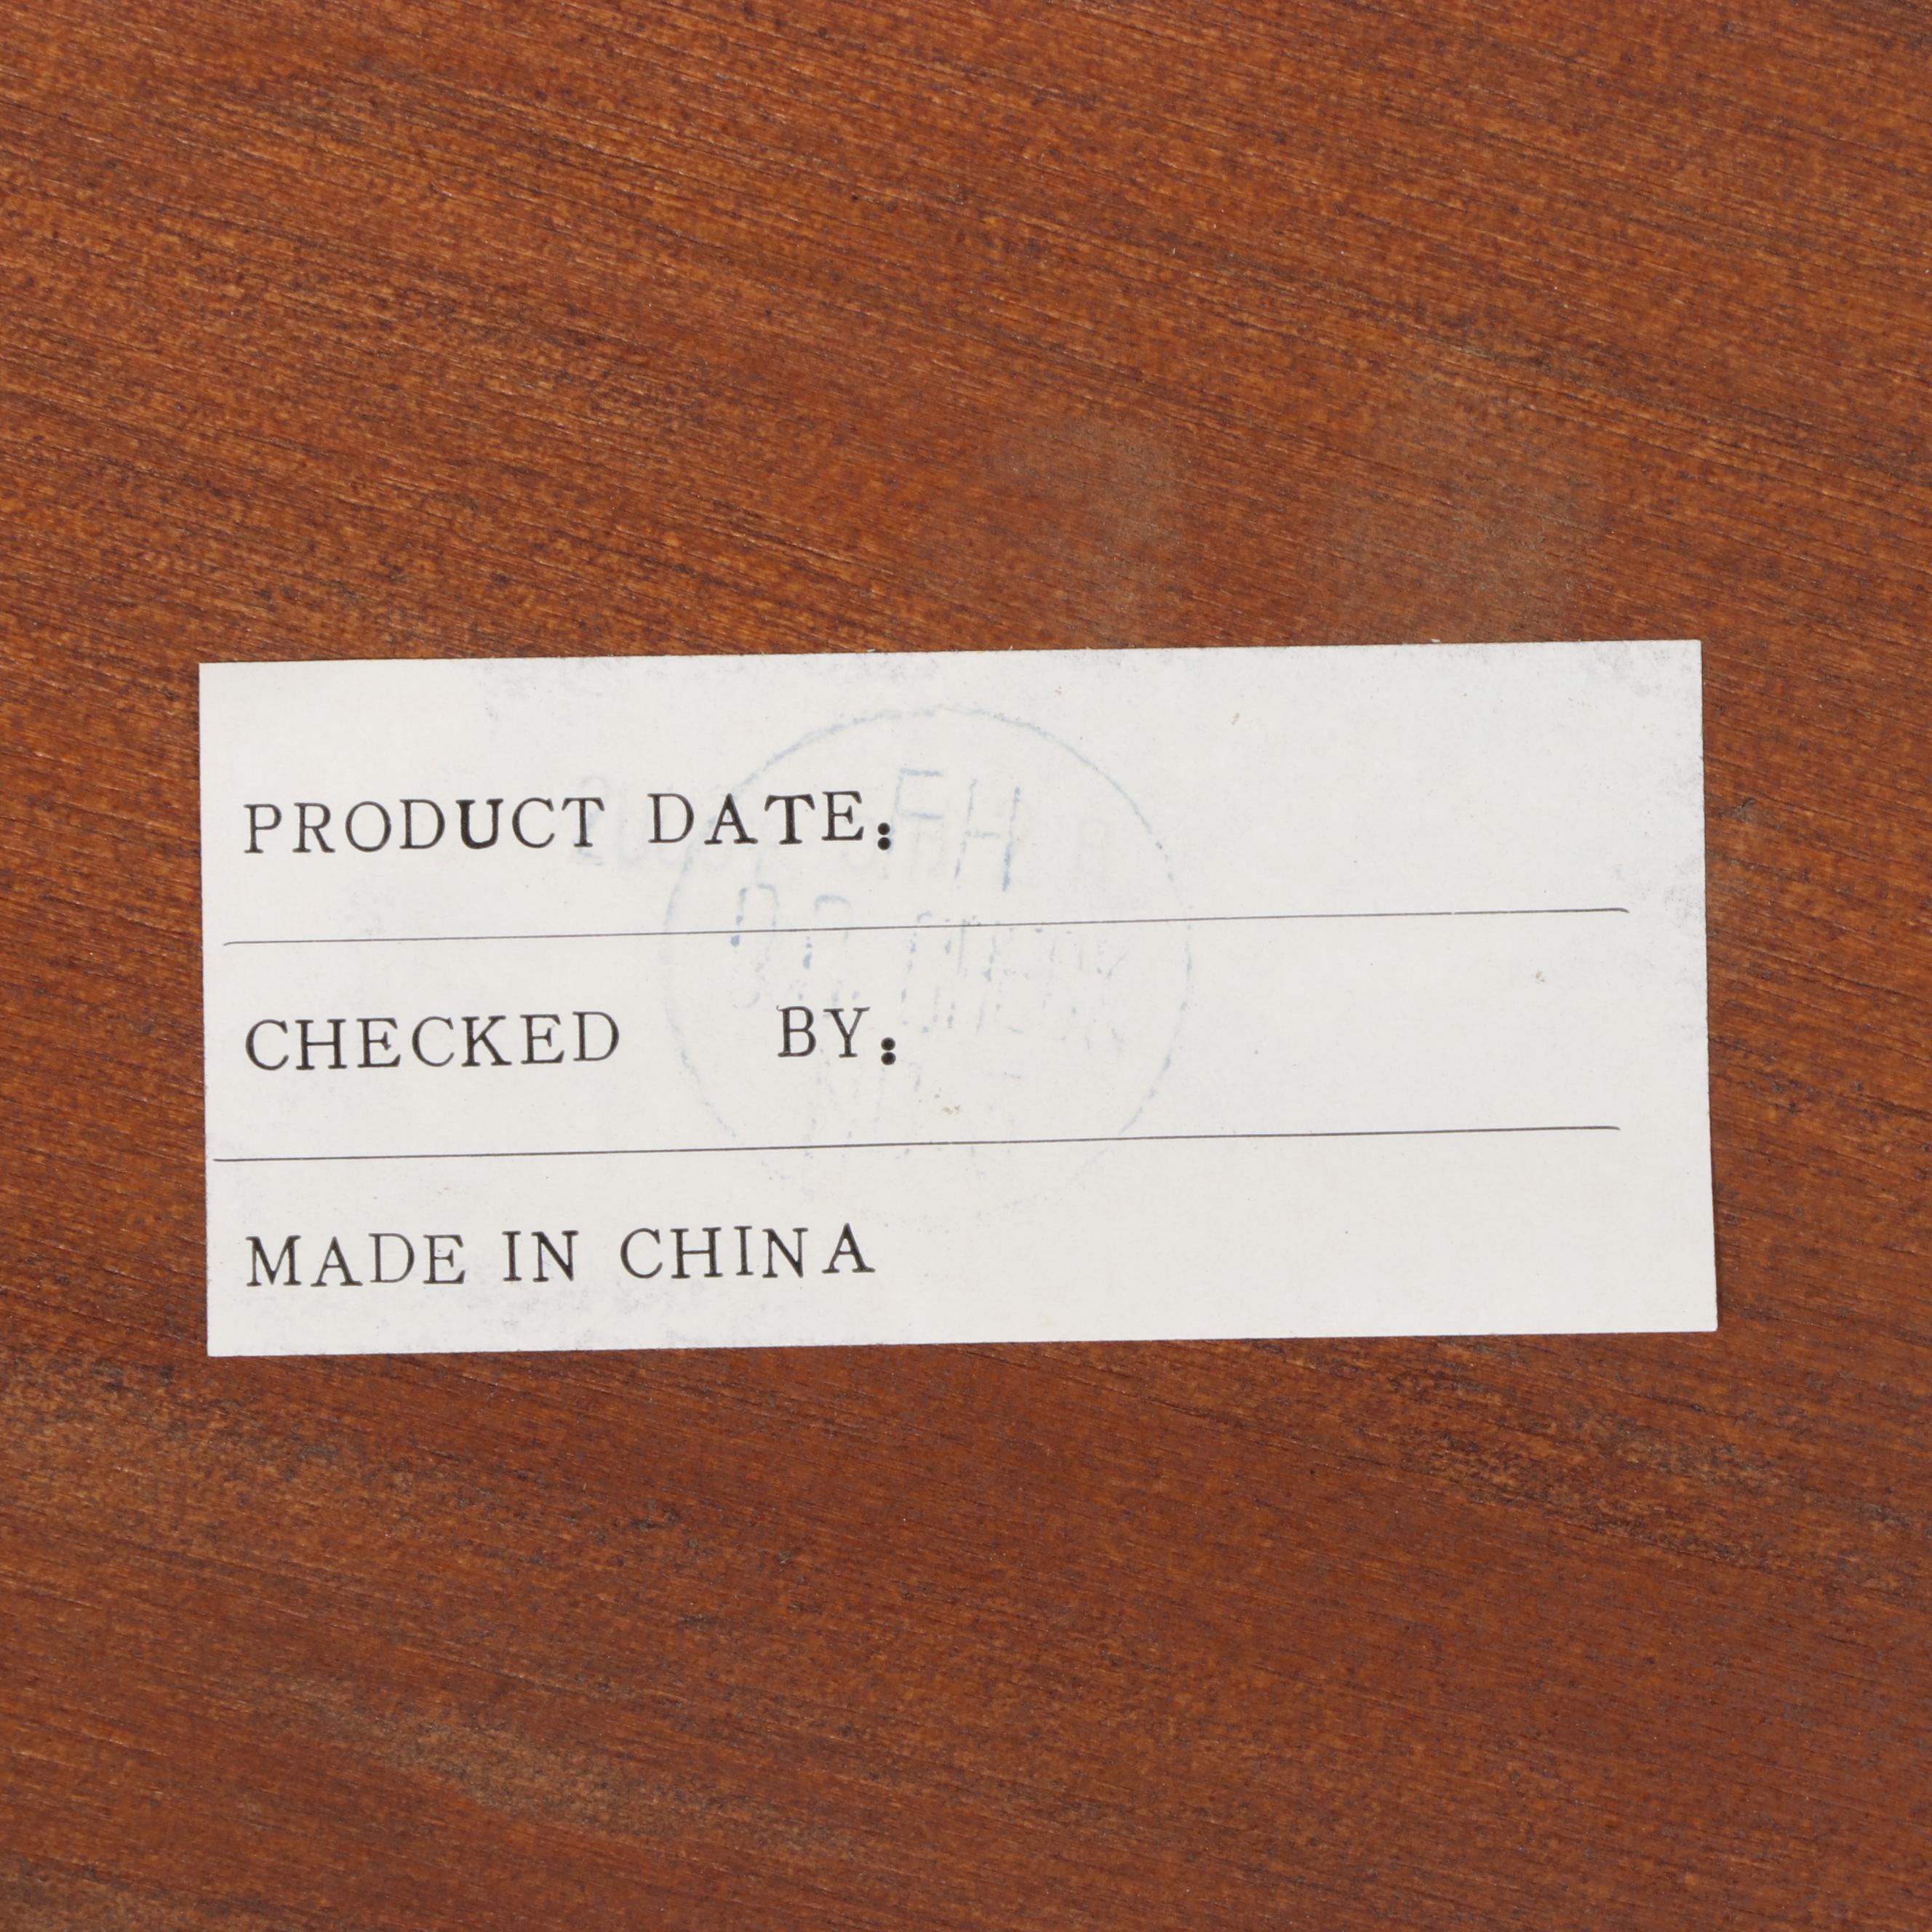 PRODUCT DATE:
CHECKED BY:
MADE IN CHINA